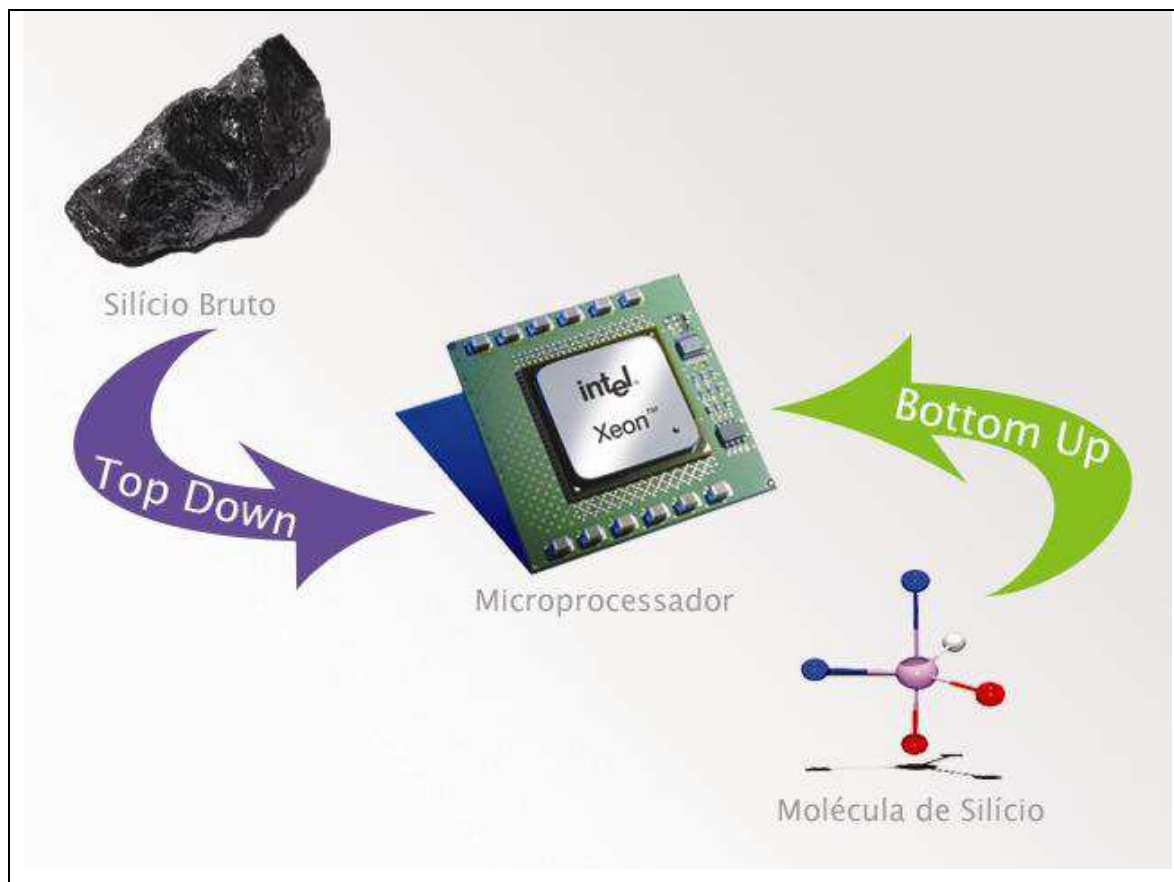 Silício Bruto
Top Down
intel.
Xeon™
Microprocessador
Bottom Up
Molécula de Silício